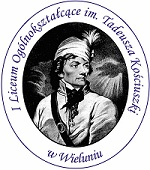 I Liceum Ogólnokształcące im. Tadeusza Kościuszki
w Wieluniu